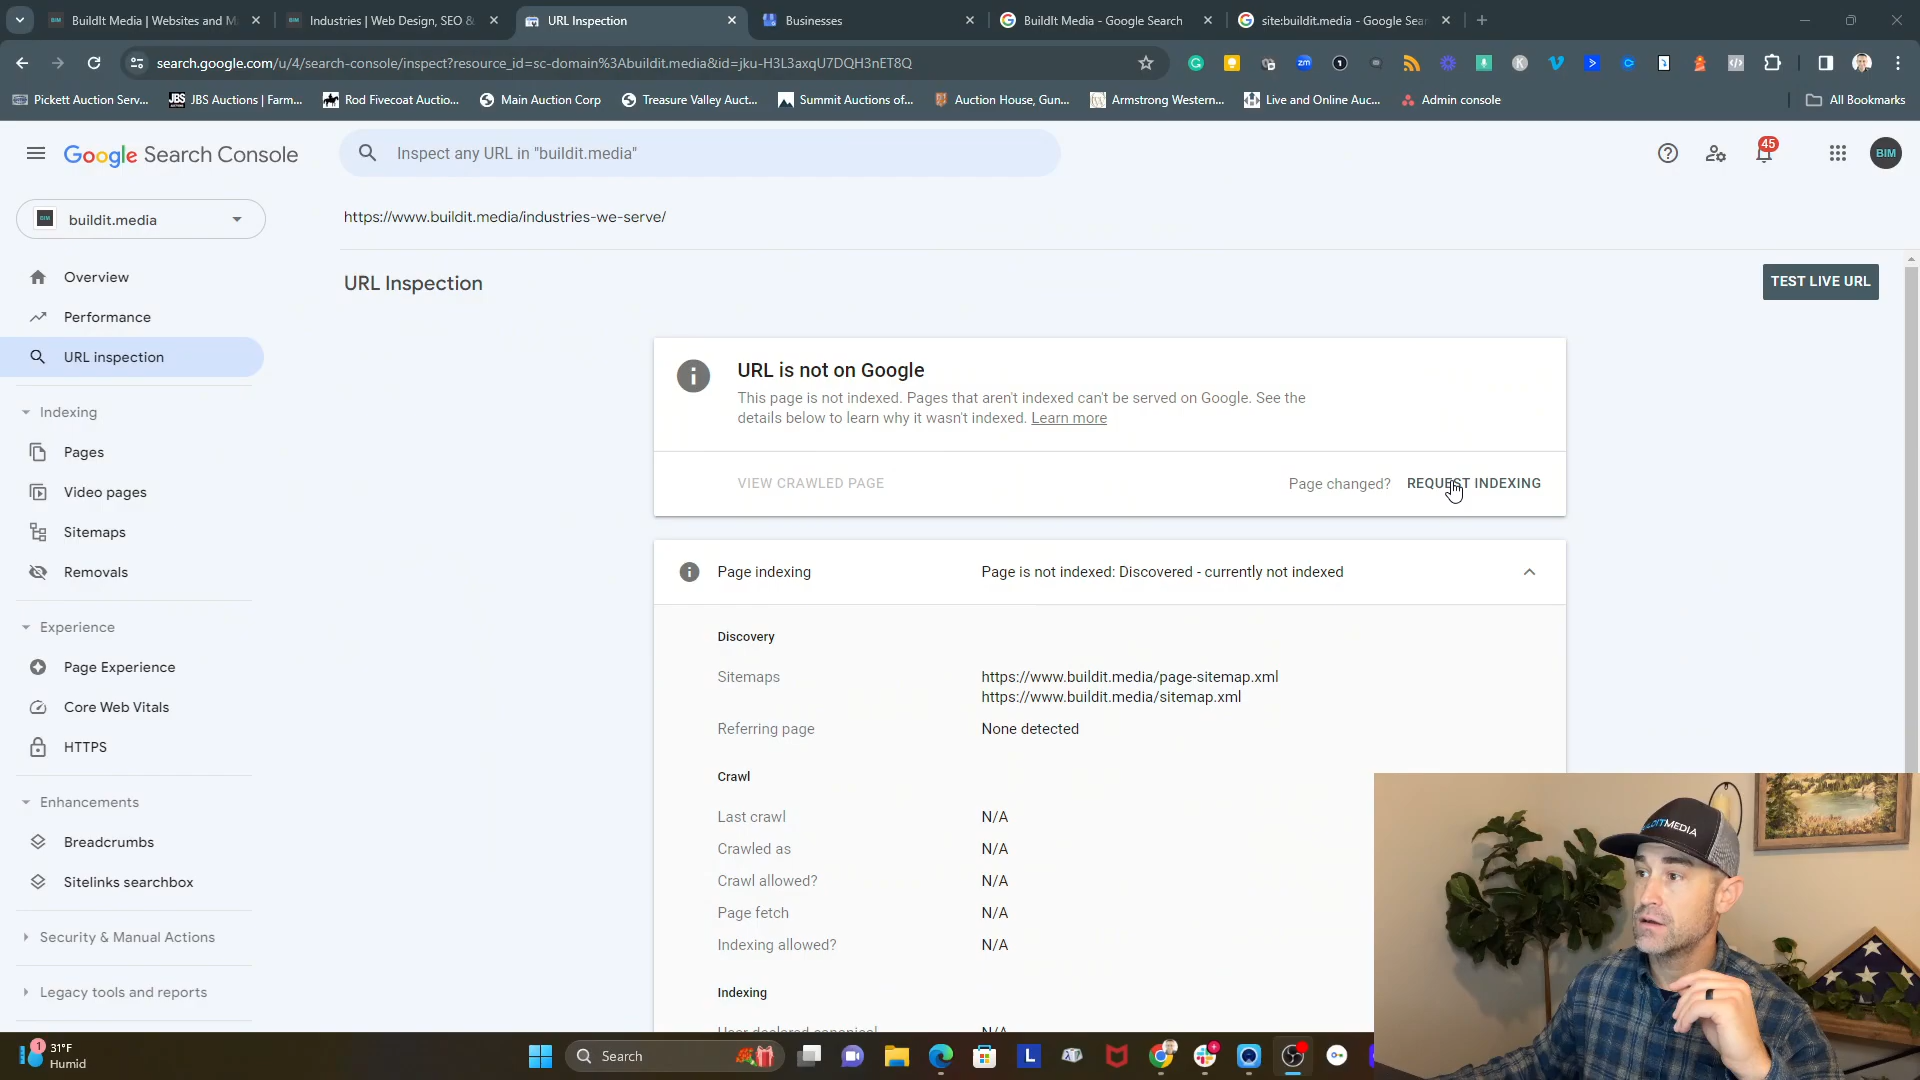 BuildIt Media | Websites and M
Industries | Web Design, SEO &
URL Inspection
Businesses
BuildIt Media - Google Search
site:buildit.media - Google Sear
search.google.com/u/4/search-console/inspect?resource_id=sc-domain%3Abuildit.media&id=jku-H3L3axqU7DQH3nET8Q
Pickett Auction Serv...
JBS Auctions | Farm...
Rod Fivecoat Auctio...
Main Auction Corp
Treasure Valley Auct...
Summit Auctions of...
Auction House, Gun...
Armstrong Western...
Live and Online Auc...
Admin console
All Bookmarks
Google Search Console
Inspect any URL in "buildit.media"
45
BIM
buildit.media
https://www.buildit.media/industries-we-serve/
Overview
Performance
URL inspection
Indexing
Pages
Video pages
Sitemaps
Removals
Experience
Page Experience
Core Web Vitals
HTTPS
Enhancements
Breadcrumbs
Sitelinks searchbox
Security & Manual Actions
Legacy tools and reports
URL Inspection
TEST LIVE URL
URL is not on Google
This page is not indexed. Pages that aren't indexed can't be served on Google. See the
details below to learn why it wasn't indexed. Learn more
VIEW CRAWLED PAGE
Page changed?
REQUEST INDEXING
Page indexing
Page is not indexed: Discovered - currently not indexed
Discovery
Sitemaps
https://www.buildit.media/page-sitemap.xml
https://www.buildit.media/sitemap.xml
Referring page
None detected
Crawl
Last crawl
N/A
Crawled as
N/A
Crawl allowed?
N/A
Page fetch
N/A
Indexing allowed?
N/A
Indexing
User-declared canonical
N/A
1
31°F
Humid
Search